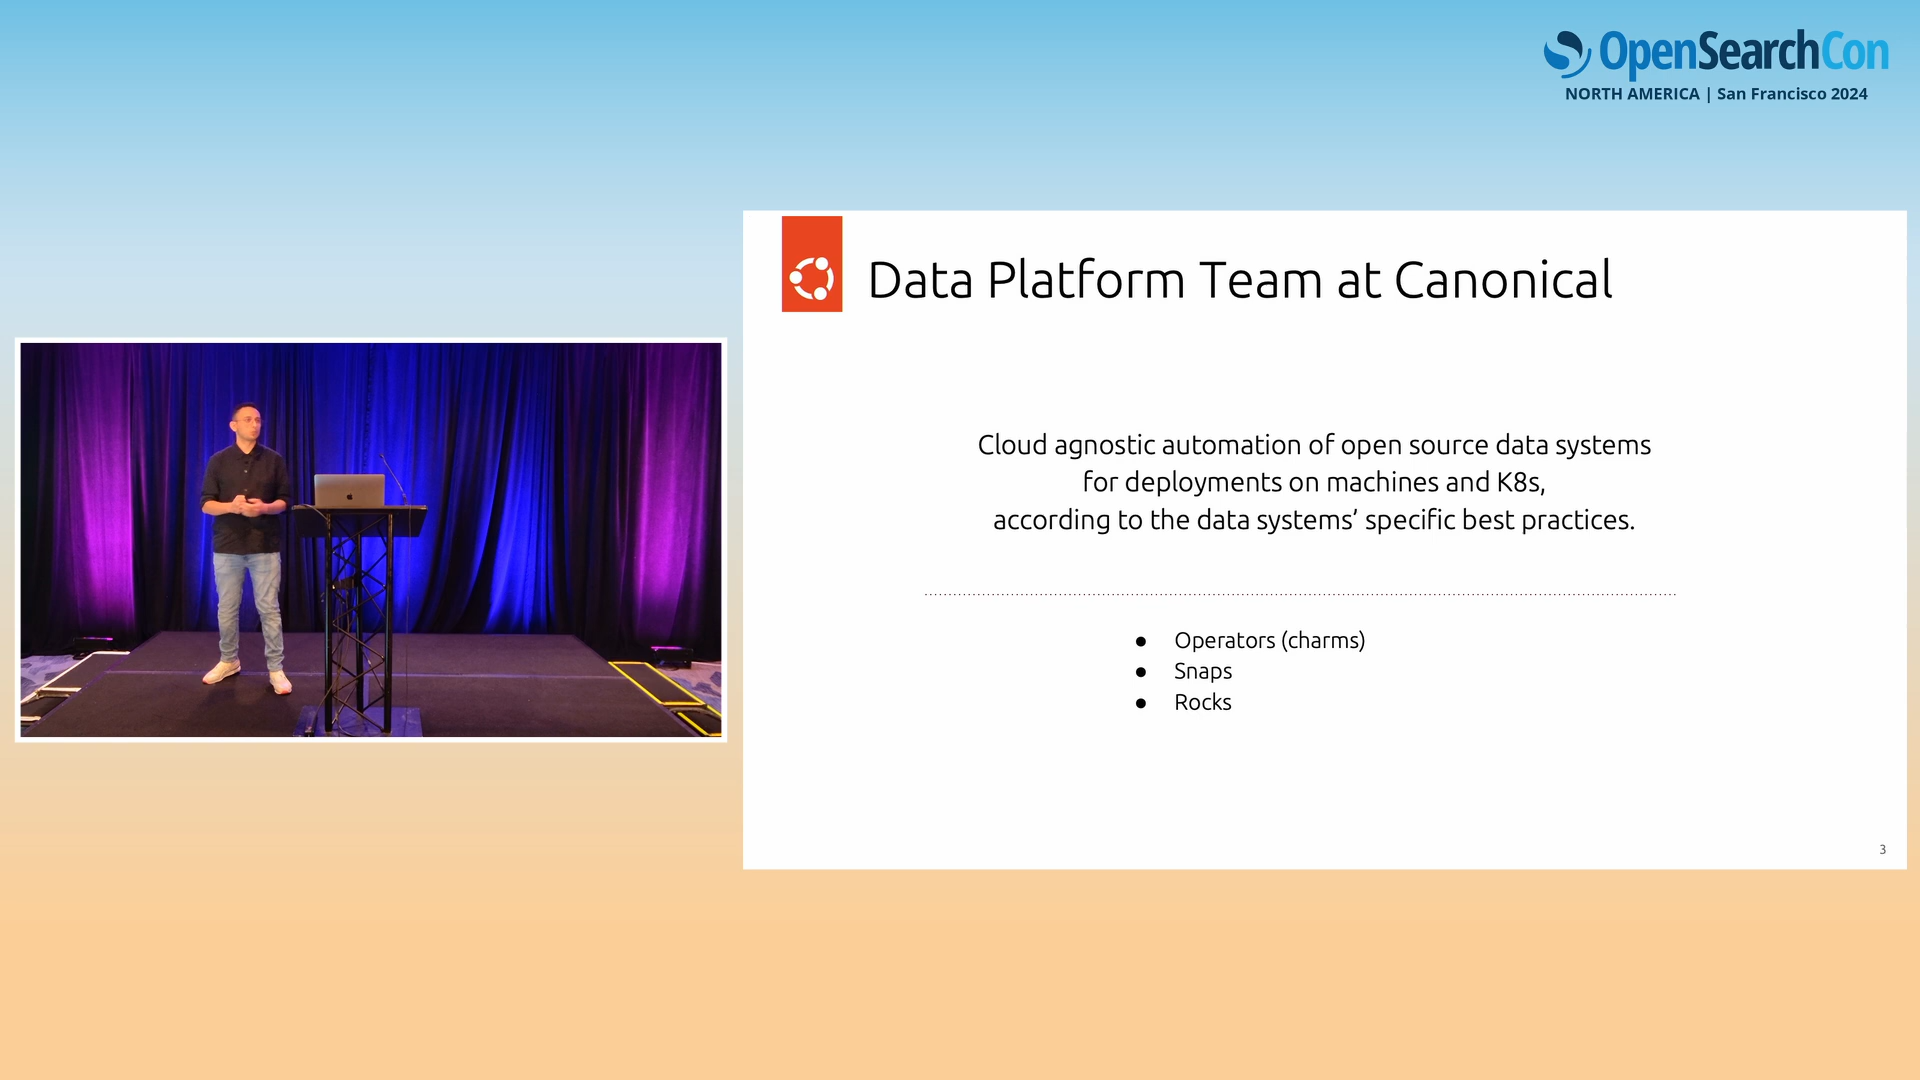 OpenSearchCon
NORTH AMERICA | San Francisco 2024
Data Platform Team at Canonical
Cloud agnostic automation of open source data systems
for deployments on machines and K8s,
according to the data systems’ specific best practices.
● Operators (charms)
● Snaps
● Rocks
3